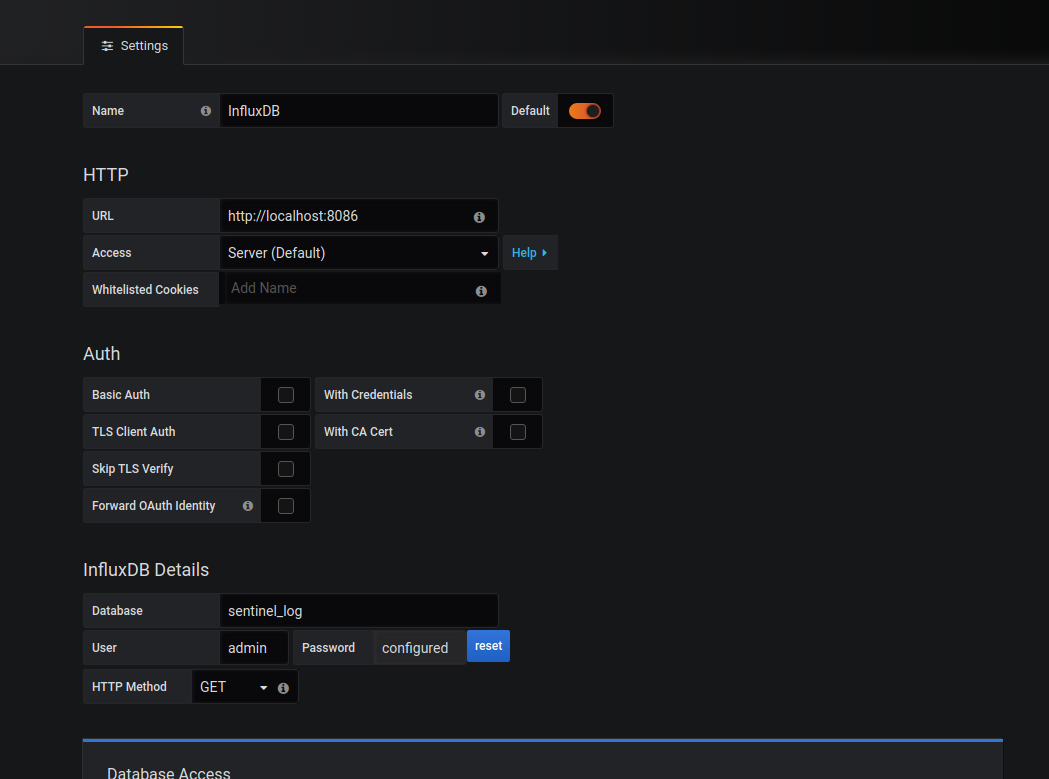 Settings
Name InfluxDB Default
HTTP
URL http://localhost:8086
Access Server (Default) Help
Whitelisted Cookies Add Name
Auth
Basic Auth With Credentials
TLS Client Auth With CA Cert
Skip TLS Verify
Forward OAuth Identity
InfluxDB Details
Database sentinel_log
User admin Password configured reset
HTTP Method GET
Database Access